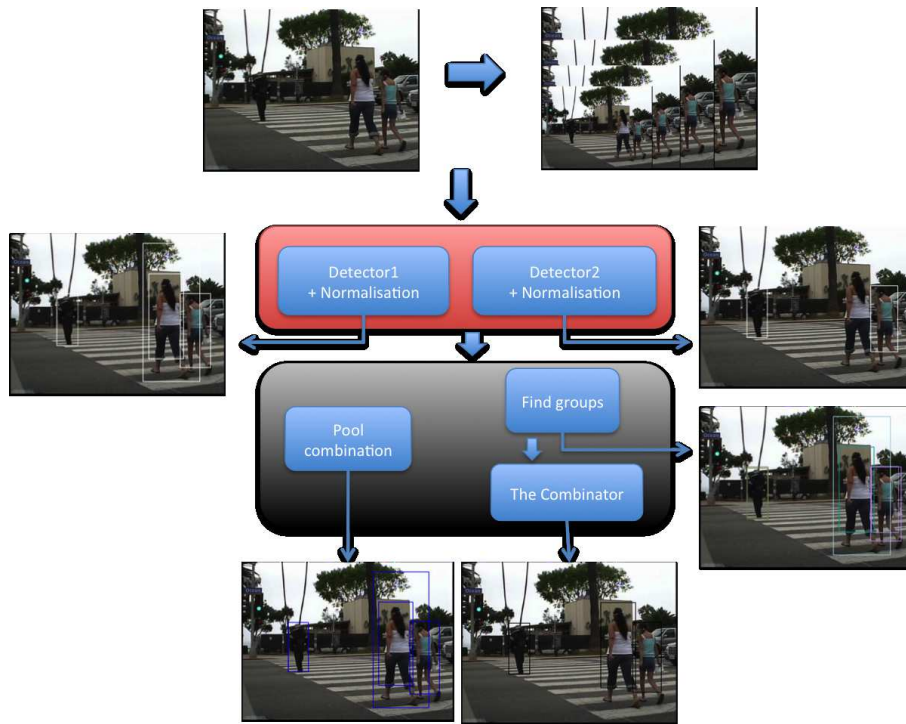 Detector1
+ Normalisation
Detector2
+ Normalisation
Find groups
Pool
combination
The Combinator